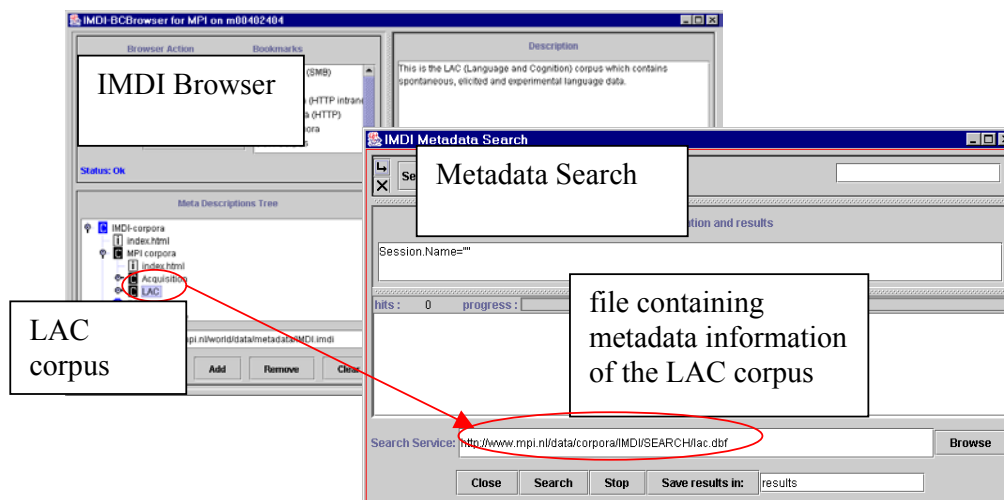 IMDI-BCBrowser for MPI on m00402404
Browser Action
Bookmarks
(SMB)
(HTTP intran
a (HTTP)
ora
s
IMDI Browser
Status: Ok
Description
This is the LAC (Language and Cognition) corpus which contains
spontaneous, elicited and experimental language data.
Meta Descriptions Tree
IMDI-corpora
index.html
MPI corpora
index.html
Acquisition
LAC
LAC
corpus
pi.nl/world/data/metadata/IMDI.imdi
Add
Remove
Clear
IMDI Metadata Search
Se
Metadata Search
tion and results
Session.Name=""
hits : 0 progress :
file containing
metadata information
of the LAC corpus
Search Service: http://www.mpi.nl/data/corpora/IMDI/SEARCH/lac.dbf Browse
Close Search Stop Save results in: results